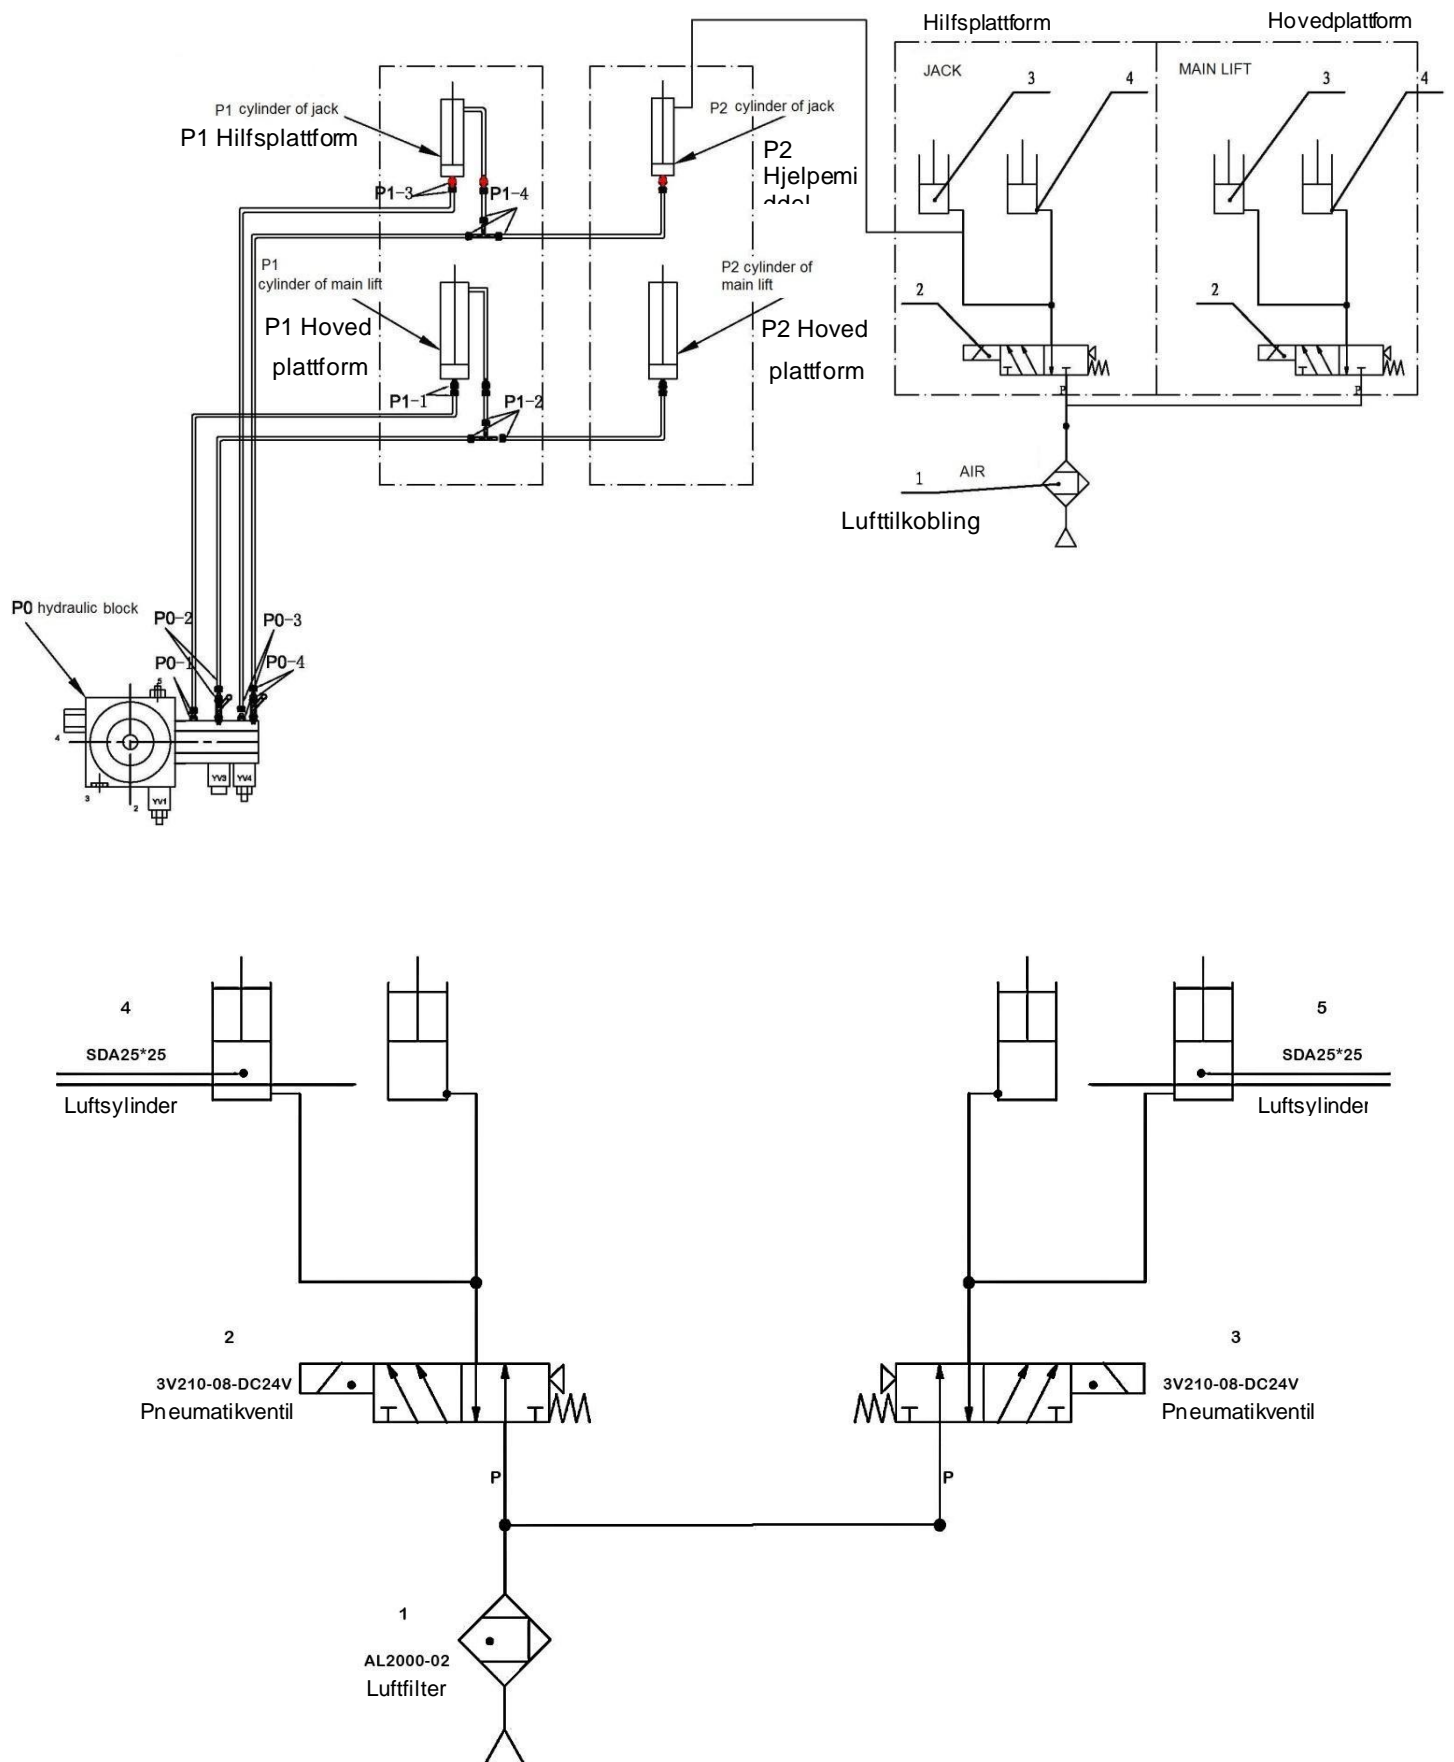 Hilfsplattform
Hovedplattform
JACK
3
4
MAIN LIFT
3
4
P1 cylinder of jack
P1 Hilfsplattform
P2 cylinder of jack
P2
Hjelpemi
P1-3
P1-4
P1
cylinder of main lift
P1 Hoved
plattform
P2 cylinder of
main lift
P2 Hoved
plattform
2
2
P1-1
P1-2
P
P
1
AIR
Lufttilkobling
P0 hydraulic block
P0-2
P0-3
P0-1
P0-4
5
4
3
2
YV1
YV3
YV4
4
SDA25*25
Luftsylinder
5
SDA25*25
Luftsylinder
2
3V210-08-DC24V
Pneumatikventil
3
3V210-08-DC24V
Pneumatikventil
P
P
1
AL2000-02
Luftfilter